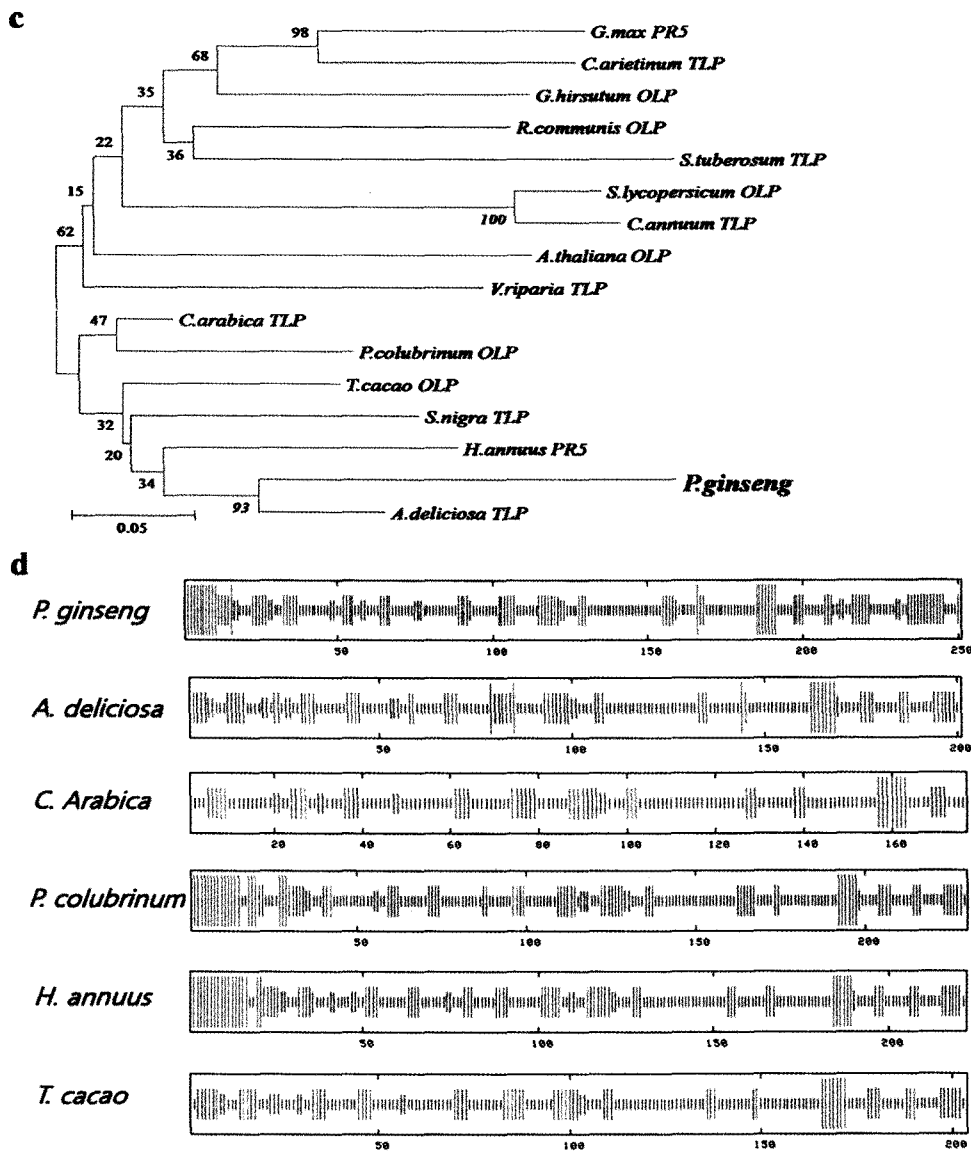 c
98
G.max PR5
C.arietinum TLP
68
G.hirsutum OLP
35
R.communis OLP
36
S.tuberosum TLP
22
S.lycopersicum OLP
100
C.annuum TLP
15
A.thaliana OLP
62
V.riparia TLP
47
C.arabica TLP
P.colubrinum OLP
T.cacao OLP
32
S.nigra TLP
20
H.annuus PR5
34
P.ginseng
93
A.deliciosa TLP
0.05
d
P. ginseng
50 100 150 200 250
A. deliciosa
50 100 150 200
C. Arabica
20 40 60 80 100 120 140 160
P. colubrinum
50 100 150 200
H. annuus
50 100 150 200
T. cacao
50 100 150 200